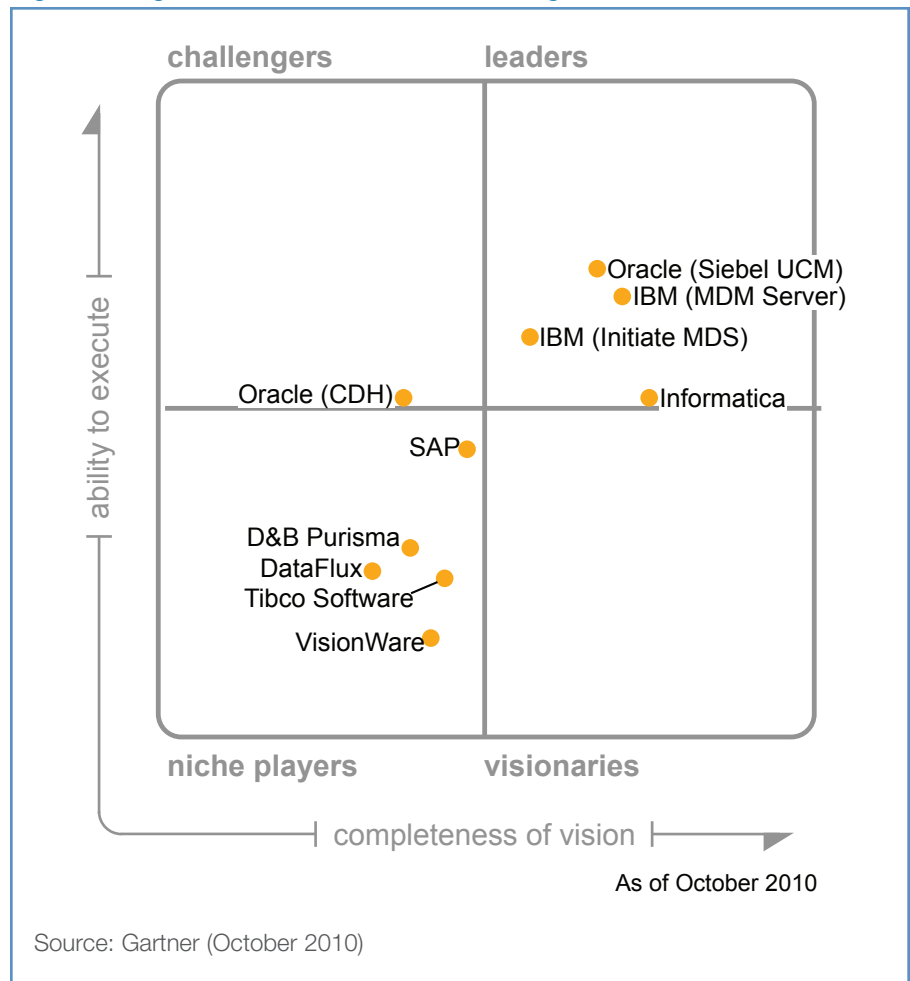 challengers
leaders
Oracle (Siebel UCM)
IBM (MDM Server)
IBM (Initiate MDS)
Oracle (CDH)
Informatica
SAP
D&B Purisma
DataFlux
Tibco Software
VisionWare
ability to execute
niche players
visionaries
completeness of vision
As of October 2010
Source: Gartner (October 2010)